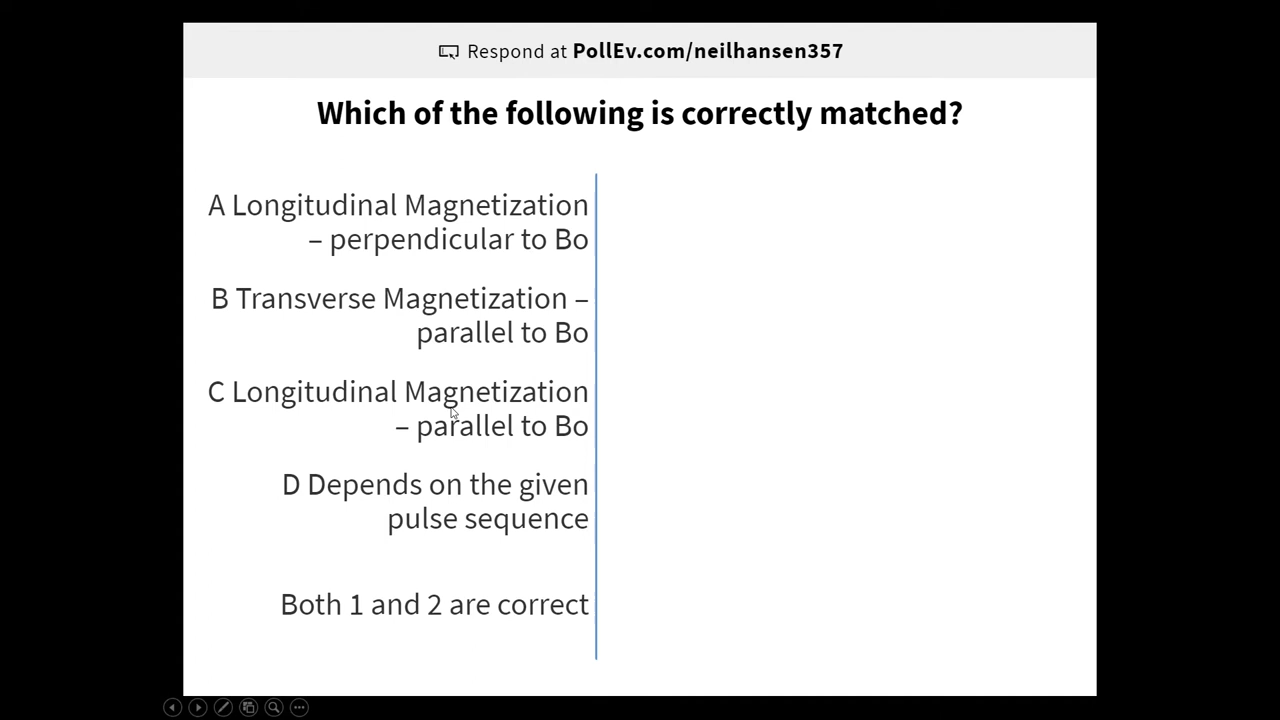 Respond at PollEv.com/neilhansen357
Which of the following is correctly matched?
A Longitudinal Magnetization
– perpendicular to Bo
B Transverse Magnetization –
parallel to Bo
C Longitudinal Magnetization
– parallel to Bo
D Depends on the given
pulse sequence
Both 1 and 2 are correct